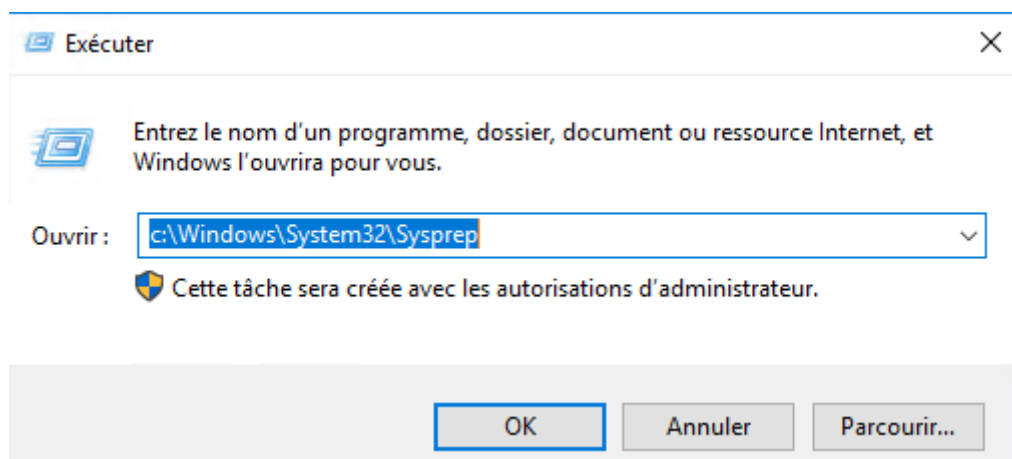 Exécuter
Entrez le nom d'un programme, dossier, document ou ressource Internet, et
Windows l'ouvrira pour vous.
Ouvrir : c:\Windows\System32\Sysprep
Cette tâche sera créée avec les autorisations d'administrateur.
OK Annuler Parcourir...